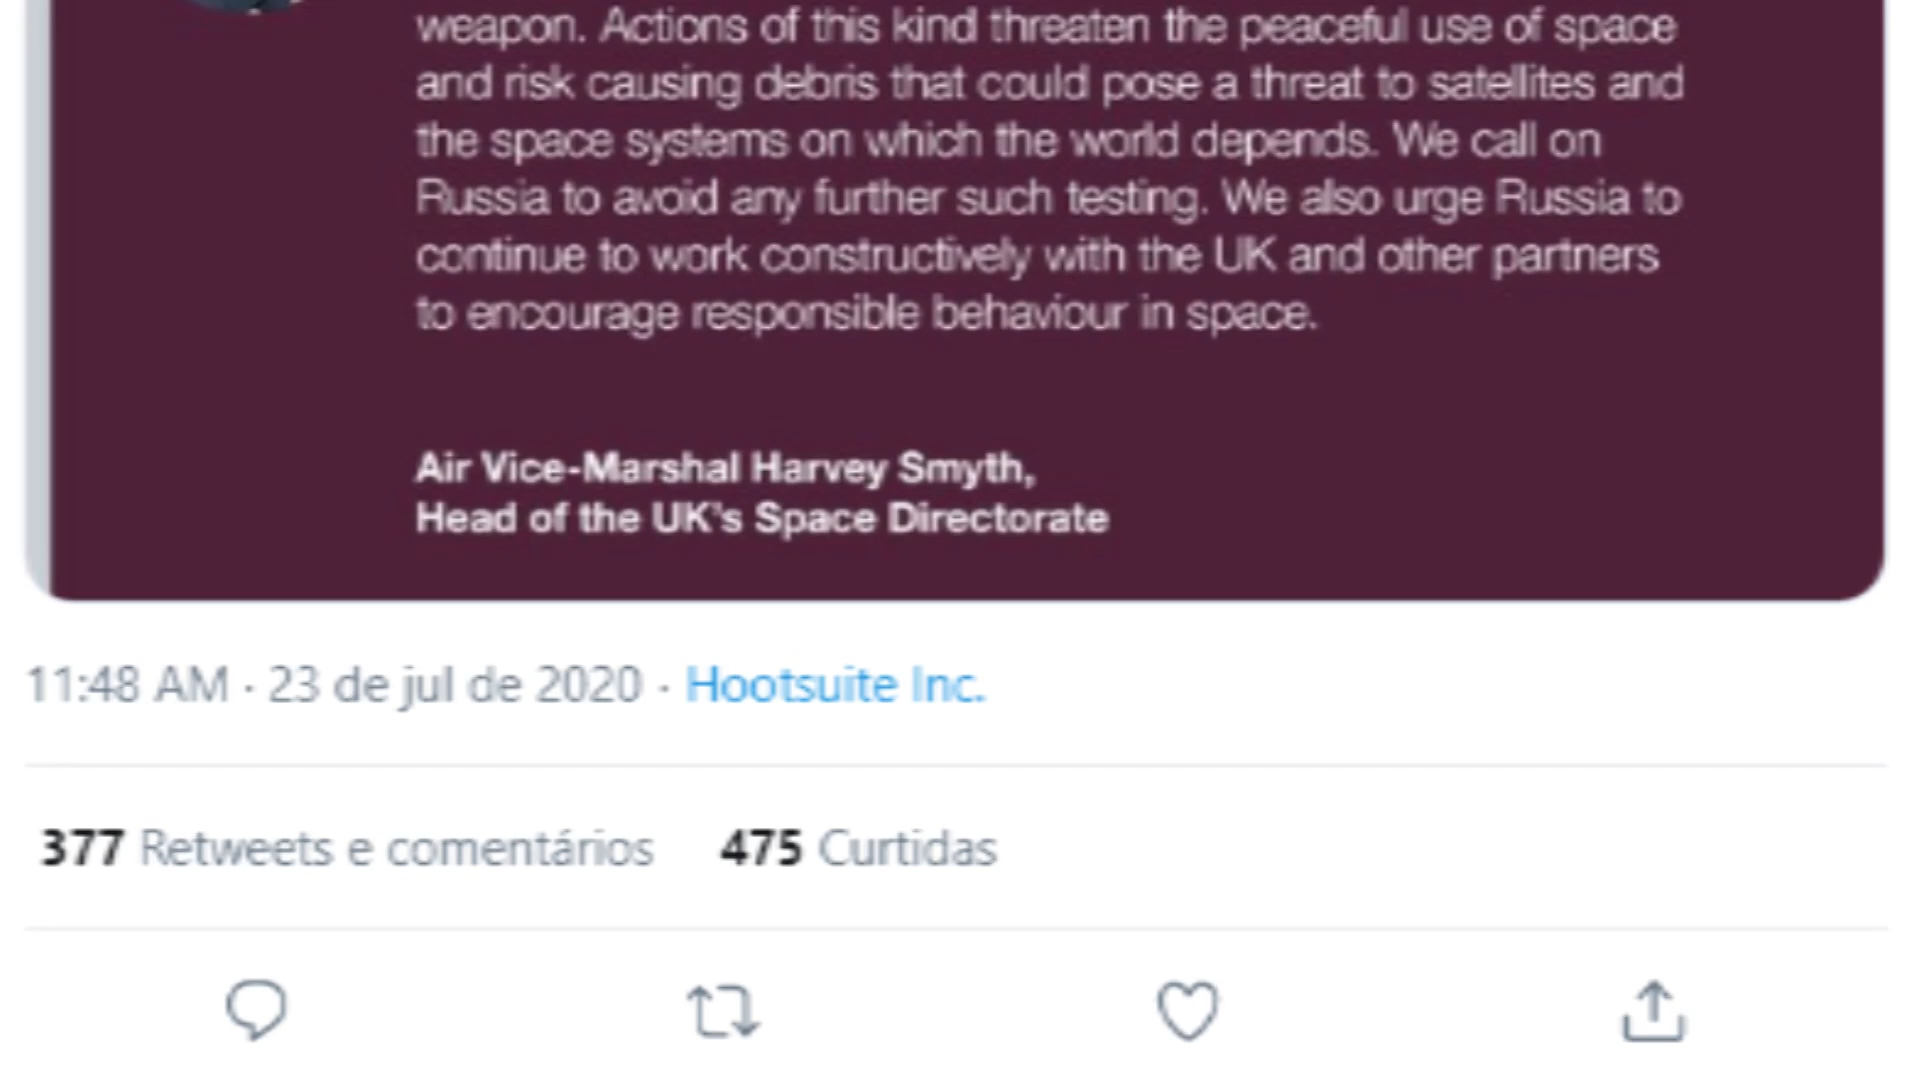 weapon. Actions of this kind threaten the peaceful use of space
and risk causing debris that could pose a threat to satellites and
the space systems on which the world depends. We call on
Russia to avoid any further such testing. We also urge Russia to
continue to work constructively with the UK and other partners
to encourage responsible behaviour in space.
Air Vice-Marshal Harvey Smyth,
Head of the UK's Space Directorate
11:48 AM · 23 de jul de 2020 · Hootsuite Inc.
377 Retweets e comentários 475 Curtidas